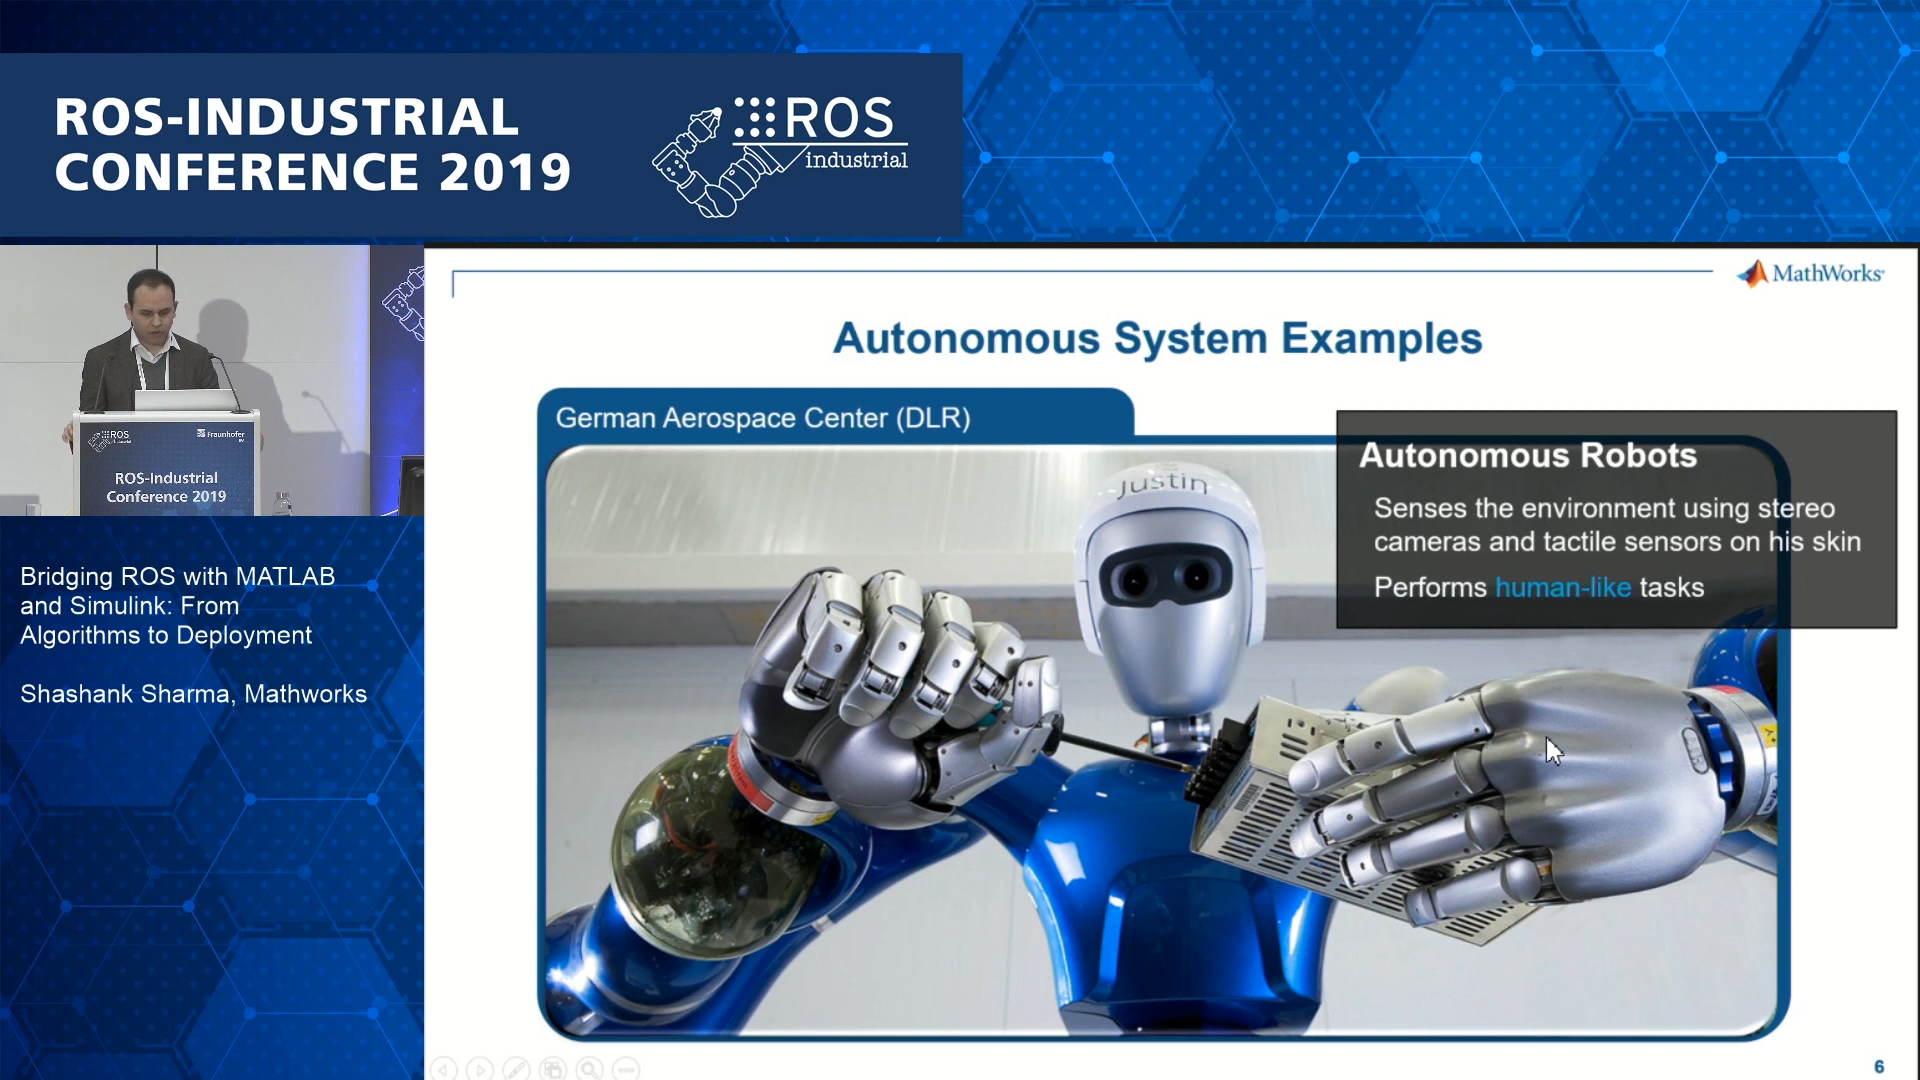 ROS-INDUSTRIAL
CONFERENCE 2019
ROS
industrial
ROS
Fraunhofer
IPA
ROS-Industrial
Conference 2019
Bridging ROS with MATLAB
and Simulink: From
Algorithms to Deployment
Shashank Sharma, Mathworks
MathWorks
Autonomous System Examples
German Aerospace Center (DLR)
Justin
Autonomous Robots
Senses the environment using stereo
cameras and tactile sensors on his skin
Performs human-like tasks
6